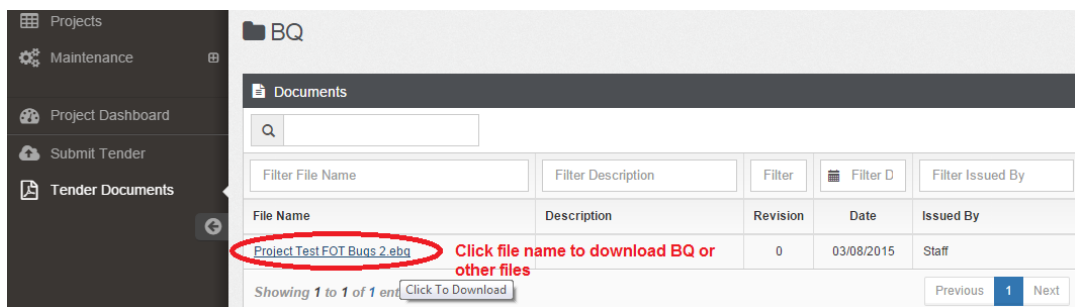 Projects
Maintenance
Project Dashboard
Submit Tender
Tender Documents
BQ
Documents
Filter File Name Filter Description Filter Filter D Filter Issued By
File Name Description Revision Date Issued By
Project Test FOT Bugs 2.ebq Click file name to download BQ or 0 03/08/2015 Staff
other files
Showing 1 to 1 of 1 ent Click To Download Previous 1 Next